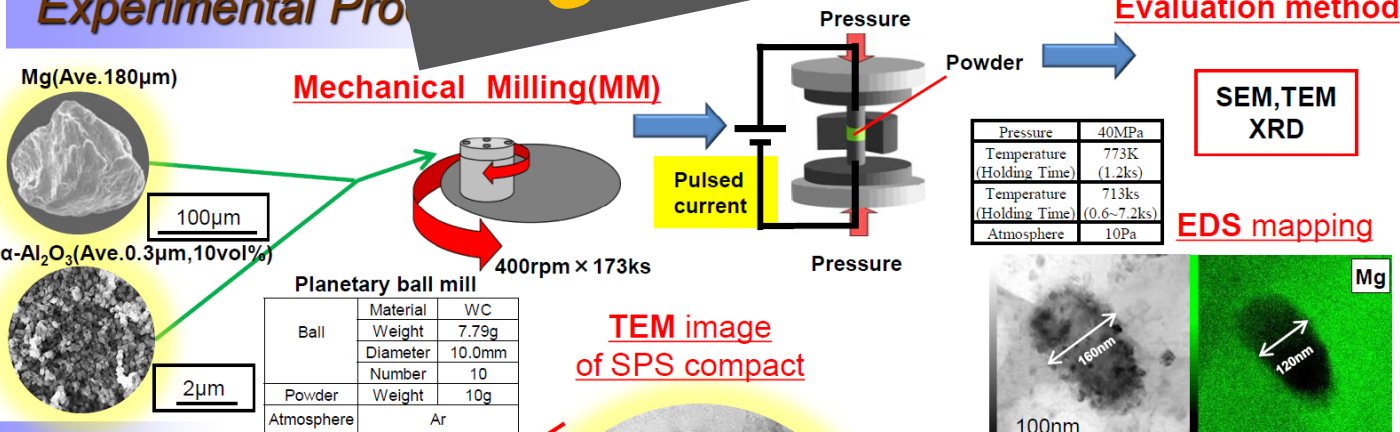 Experimental Pro
Evaluation method
Mg(Ave.180μm)
100μm
α-Al₂O₃(Ave.0.3μm,10vol%)
2μm
Mechanical Milling(MM)
400rpm×173ks
Planetary ball mill
Ball Material WC
Weight 7.79g
Diameter 10.0mm
Number 10
Powder Weight 10g
Atmosphere Ar
Pressure
Powder
Pulsed
current
Pressure
Pressure 40MPa
Temperature 773K
(Holding Time) (1.2ks)
Temperature 713ks
(Holding Time) (0.6~7.2ks)
Atmosphere 10Pa
SEM,TEM
XRD
EDS mapping
TEM image
of SPS compact
160nm
100nm
Mg
120nm